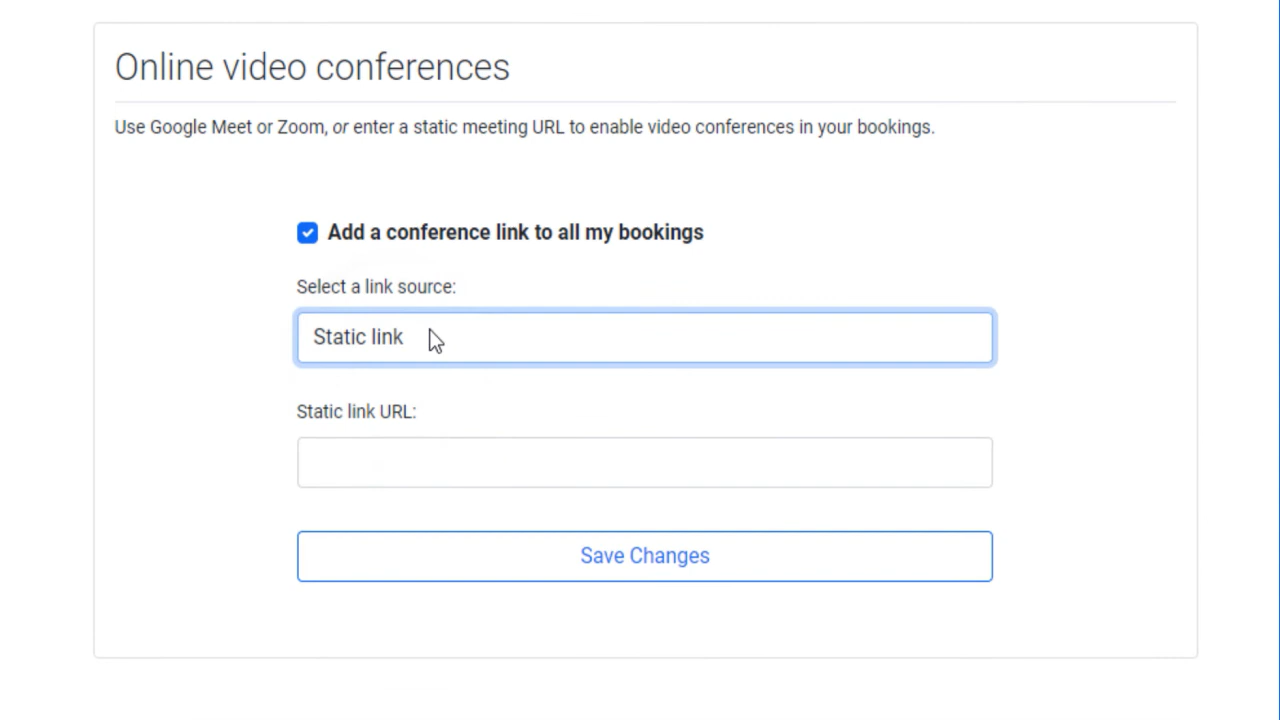 Online video conferences
Use Google Meet or Zoom, or enter a static meeting URL to enable video conferences in your bookings.
Add a conference link to all my bookings
Select a link source:
Static link
Static link URL:
Save Changes